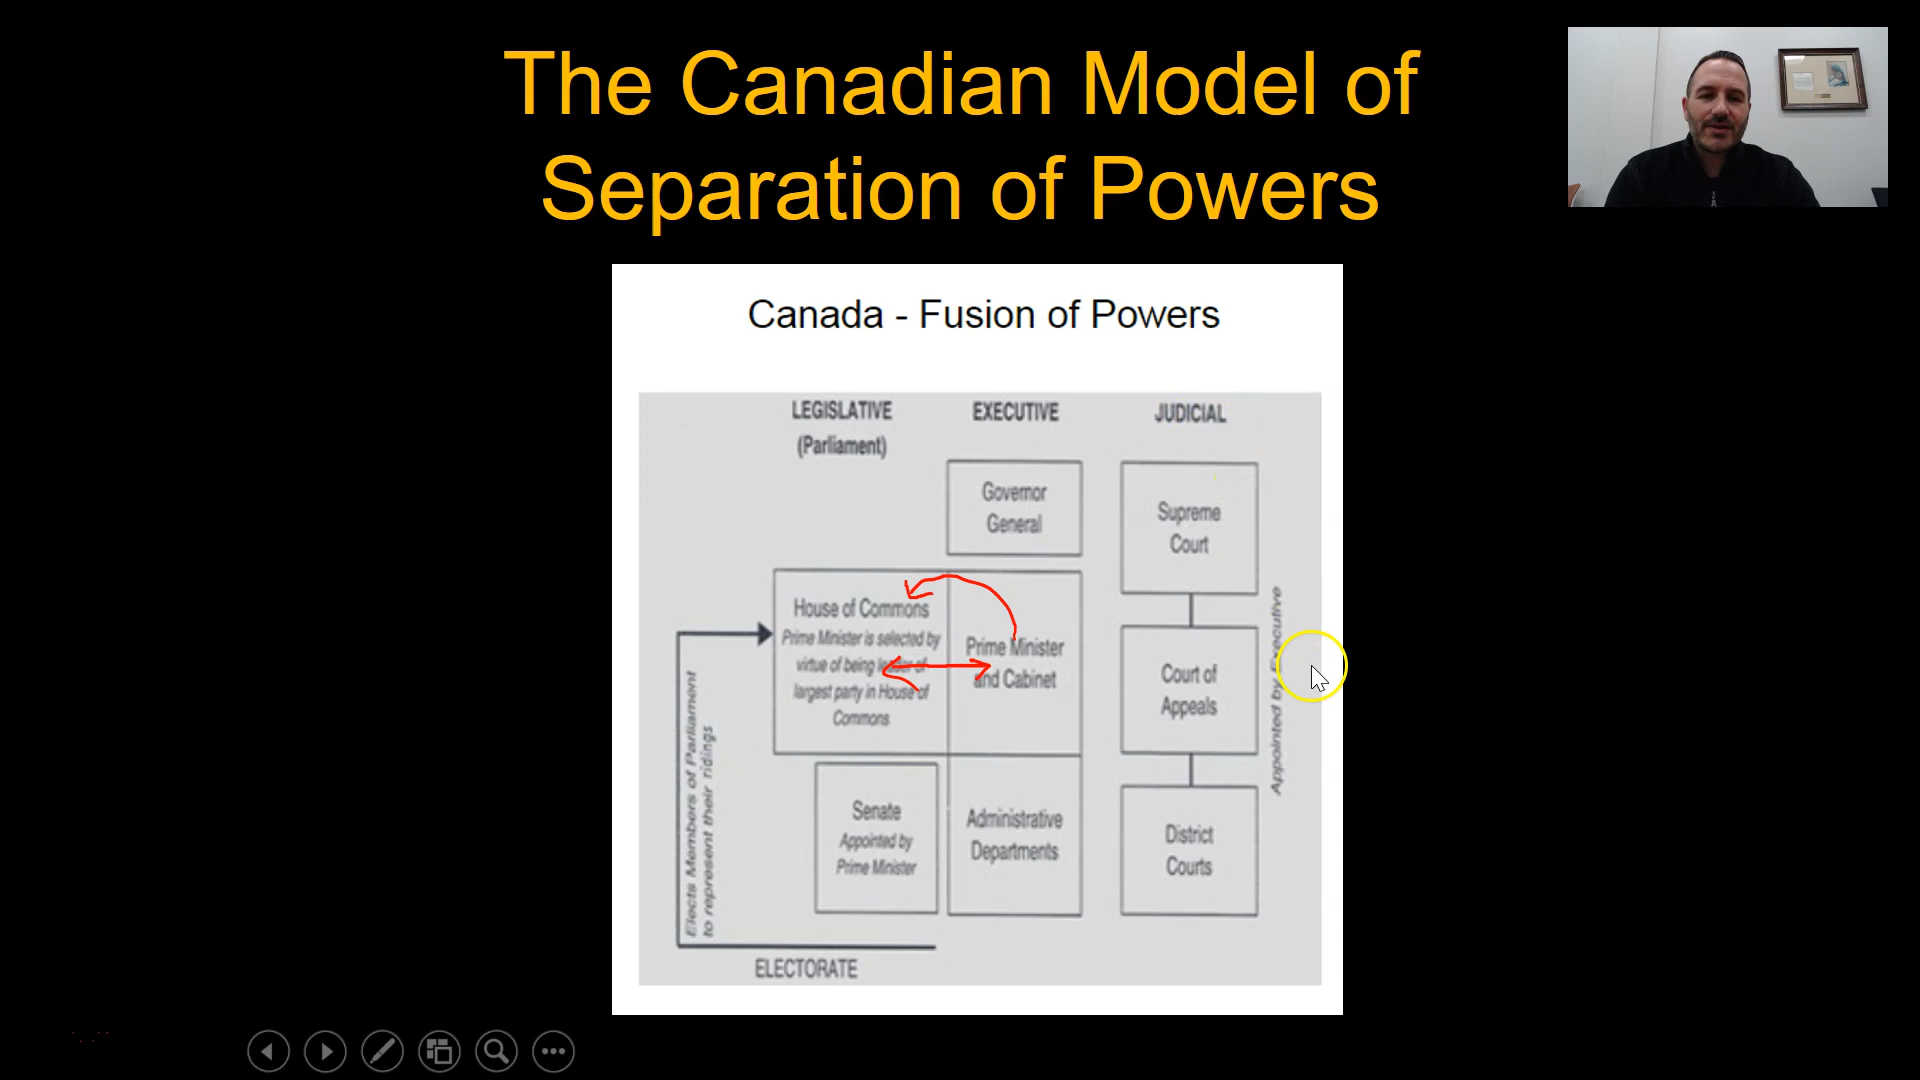 The Canadian Model of
Separation of Powers
Canada - Fusion of Powers
LEGISLATIVE
(Parliament)
EXECUTIVE
JUDICIAL
Governor
General
Supreme
Court
House of Commons
Prime Minister is selected by
virtue of being leader of
largest party in House of
Commons
Prime Minister
and Cabinet
Court of
Appeals
Senate
Appointed by
Prime Minister
Administrative
Departments
District
Courts
Appointed by Executive
Elects Members of Parliament
to represent their ridings
ELECTORATE